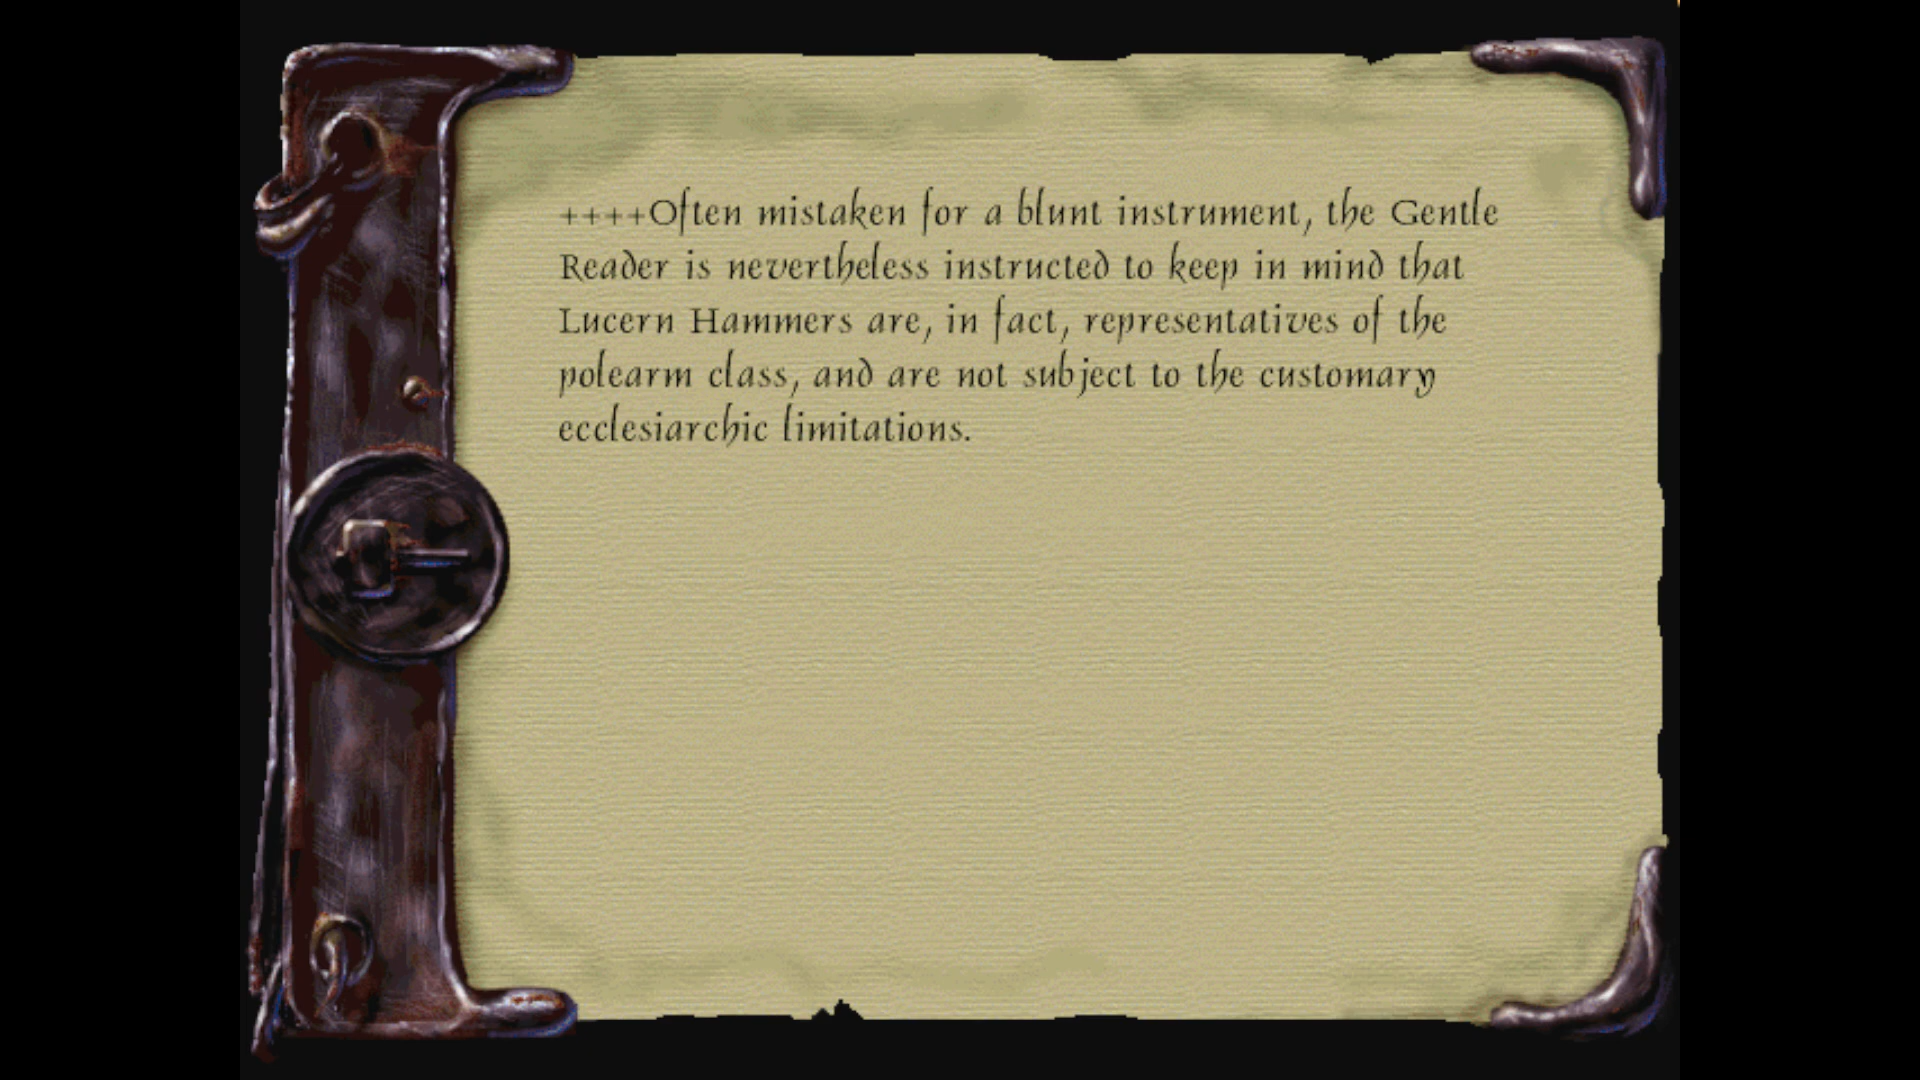 ++++Often mistaken for a blunt instrument, the Gentle
Reader is nevertheless instructed to keep in mind that
Lucern Hammers are, in fact, representatives of the
polearm class, and are not subject to the customary
ecclesiarchic limitations.